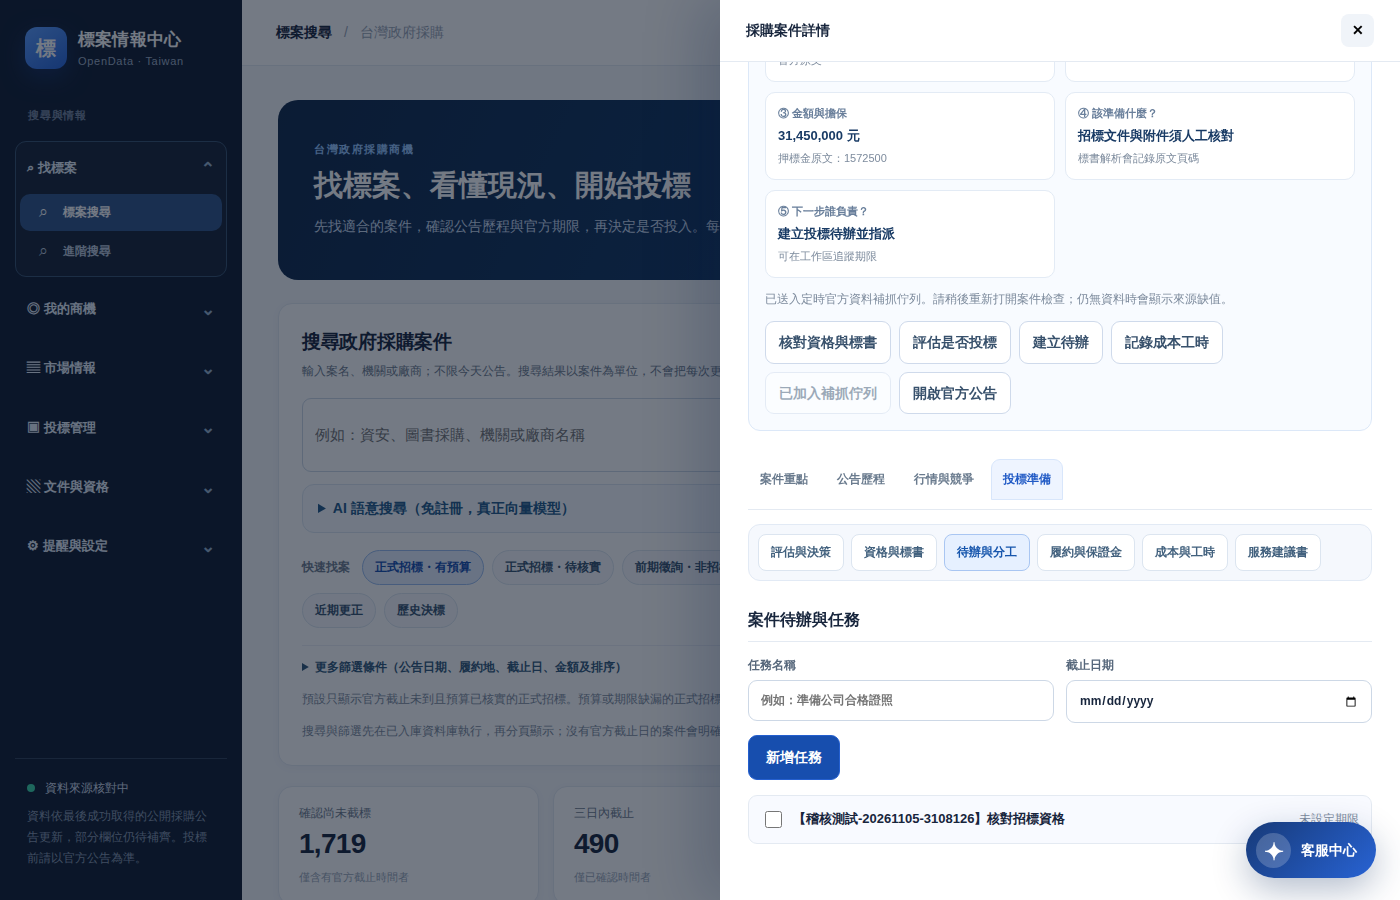 標
標案情報中心
OpenData · Taiwan
搜尋與情報
⌕ 找標案
標案搜尋
進階搜尋
◎ 我的商機
▤ 市場情報
▣ 投標管理
▧ 文件與資格
⚙ 提醒與設定
資料來源核對中
資料依最後成功取得的公開採購公
告更新，部分欄位仍待補齊。投標
前請以官方公告為準。
標案搜尋 / 台灣政府採購
台灣政府採購商機
找標案、看懂現況、開始投標
先找適合的案件，確認公告歷程與官方期限，再決定是否投入。每
搜尋政府採購案件
輸入案名、機關或廠商；不限今天公告。搜尋結果以案件為單位，不會把每次更
例如：資安、圖書採購、機關或廠商名稱
▶ AI 語意搜尋（免註冊，真正向量模型）
快速找案
正式招標・有預算
正式招標・待核實
前期徵詢・非招
近期更正
歷史決標
▶ 更多篩選條件（公告日期、履約地、截止日、金額及排序）
預設只顯示官方截止未到且預算已核實的正式招標。預算或期限缺漏的正式招標
搜尋與篩選先在已入庫資料庫執行，再分頁顯示；沒有官方截止日的案件會明確
確認尚未截標
1,719
僅含有官方截止時間者
三日內截止
490
僅已確認時間者
採購案件詳情
✕
③ 金額與擔保
31,450,000 元
押標金原文：1572500
④ 該準備什麼？
招標文件與附件須人工核對
標書解析會記錄原文頁碼
⑤ 下一步誰負責？
建立投標待辦並指派
可在工作區追蹤期限
已送入定時官方資料補抓佇列。請稍後重新打開案件檢查；仍無資料時會顯示來源缺值。
核對資格與標書
評估是否投標
建立待辦
記錄成本工時
已加入補抓佇列
開啟官方公告
案件重點
公告歷程
行情與競爭
投標準備
評估與決策
資格與標書
待辦與分工
履約與保證金
成本與工時
服務建議書
案件待辦與任務
任務名稱
例如：準備公司合格證照
截止日期
mm/dd/yyyy
新增任務
【稽核測試-20261105-3108126】核對招標資格
未設定期限
客服中心